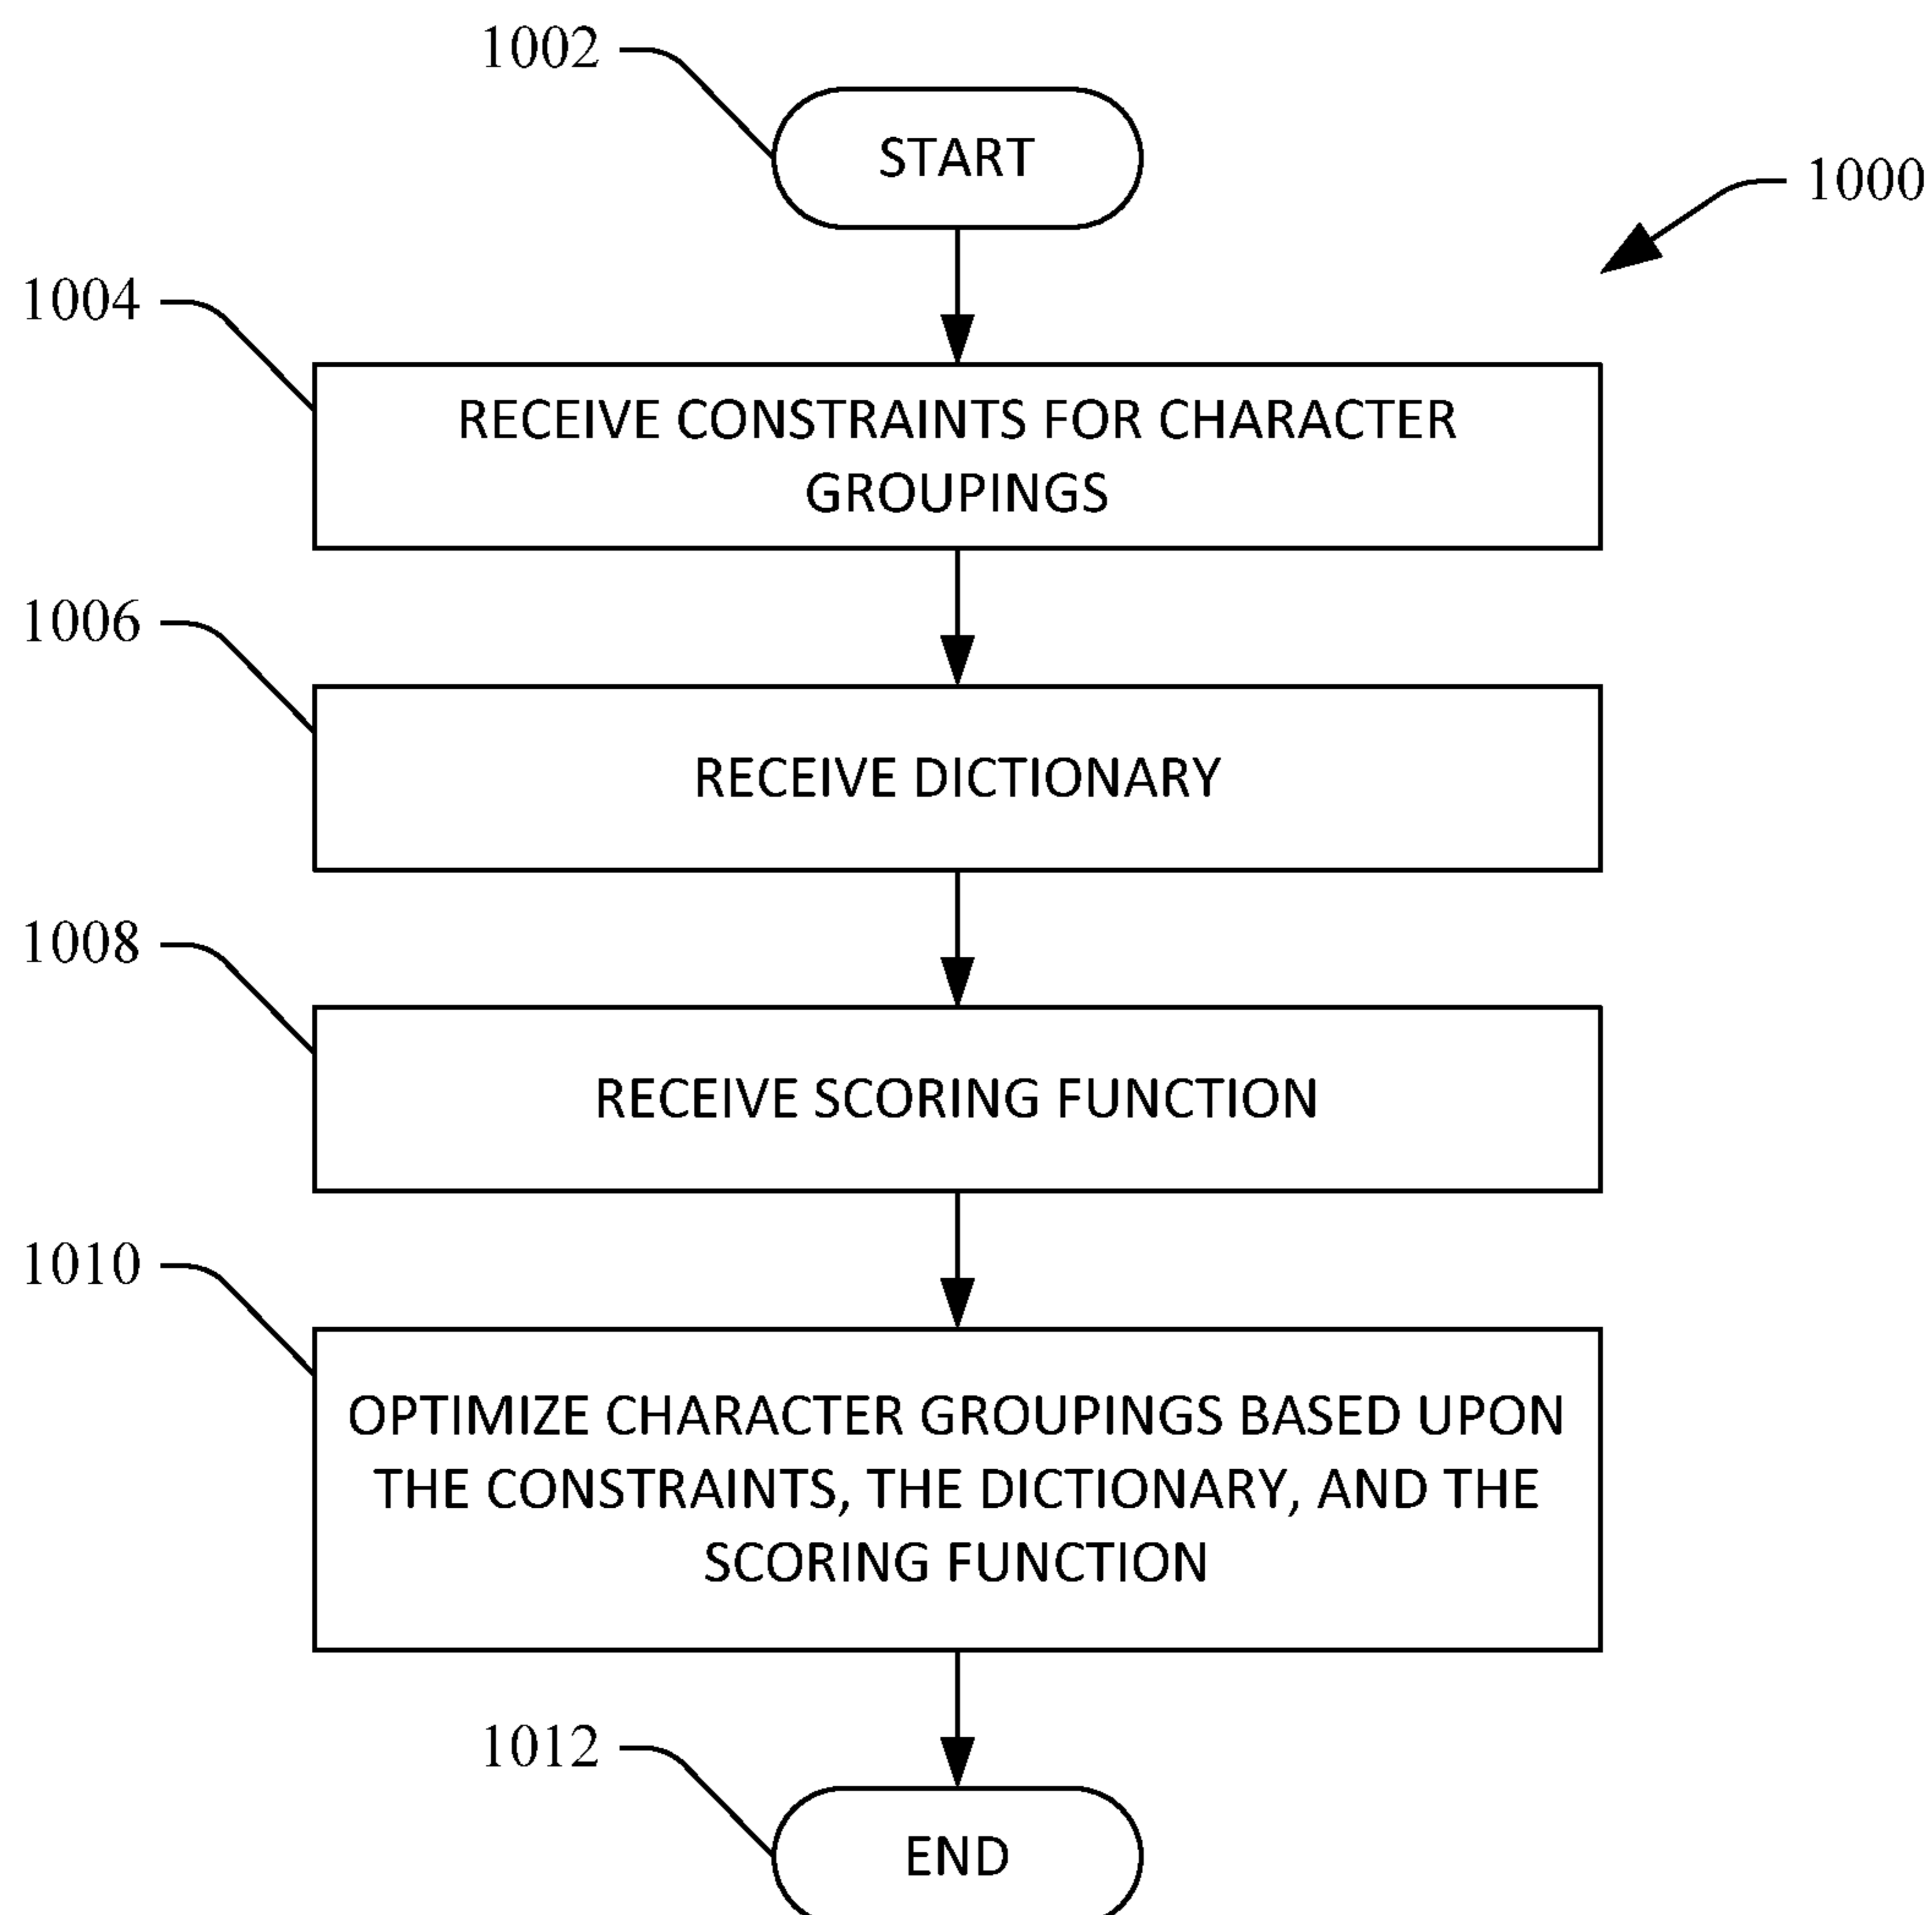 1002
START
1000
1004
RECEIVE CONSTRAINTS FOR CHARACTER
GROUPINGS
1006
RECEIVE DICTIONARY
1008
RECEIVE SCORING FUNCTION
1010
OPTIMIZE CHARACTER GROUPINGS BASED UPON
THE CONSTRAINTS, THE DICTIONARY, AND THE
SCORING FUNCTION
1012
END